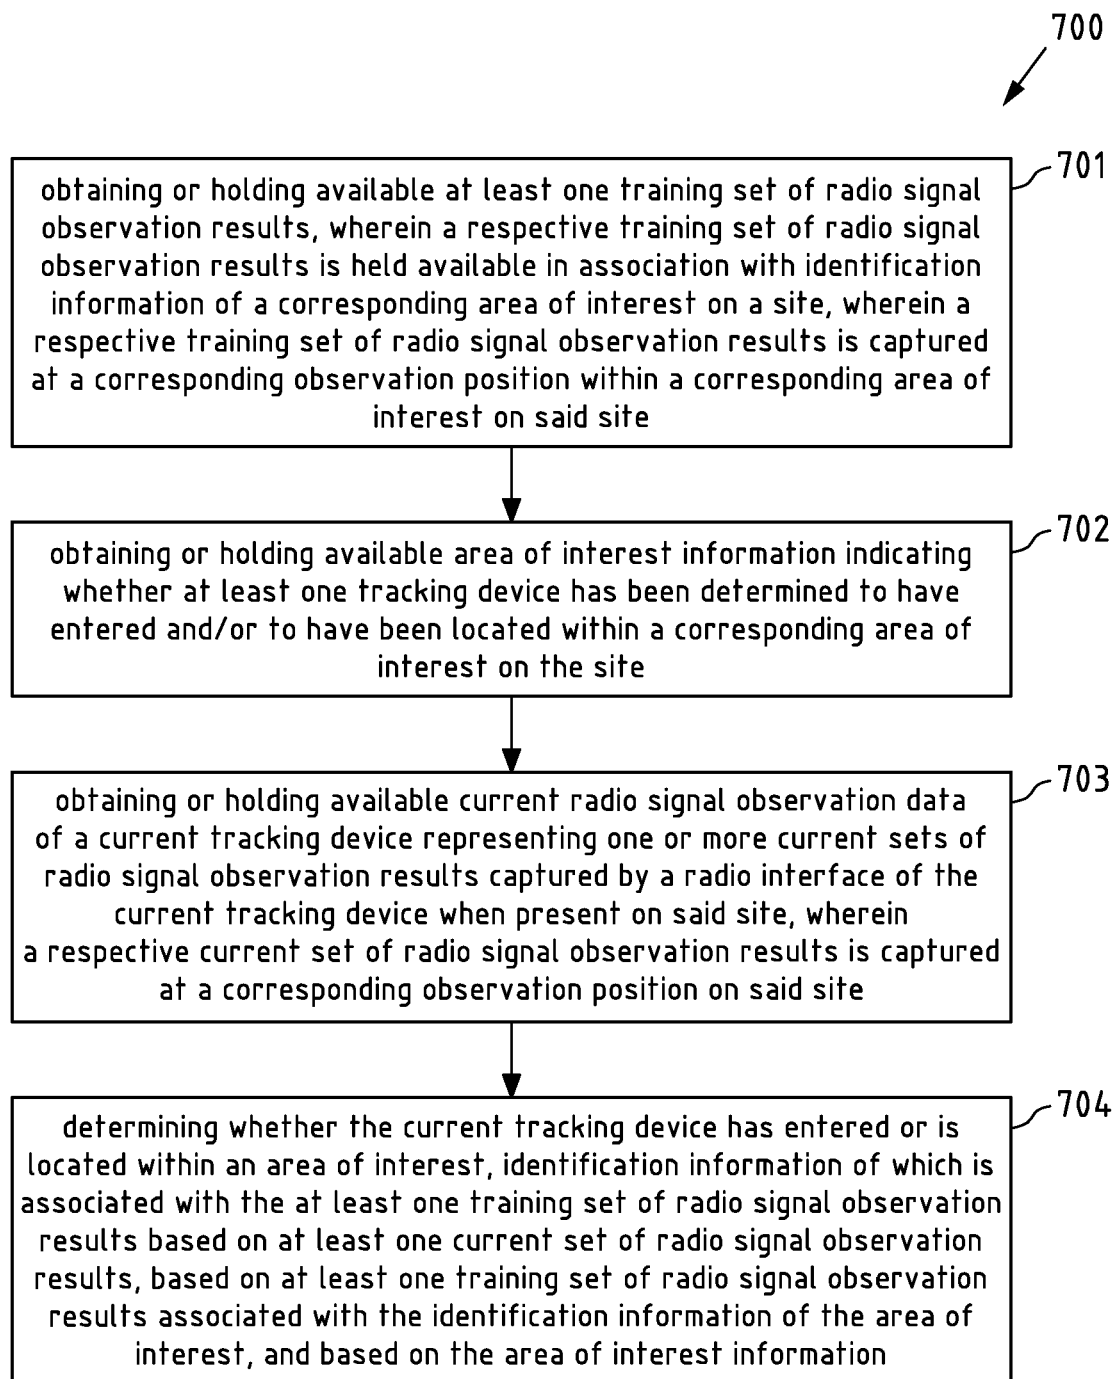 700
701
obtaining or holding available at least one training set of radio signal
observation results, wherein a respective training set of radio signal
observation results is held available in association with identification
information of a corresponding area of interest on a site, wherein a
respective training set of radio signal observation results is captured
at a corresponding observation position within a corresponding area of
interest on said site
702
obtaining or holding available area of interest information indicating
whether at least one tracking device has been determined to have
entered and/or to have been located within a corresponding area of
interest on the site
703
obtaining or holding available current radio signal observation data
of a current tracking device representing one or more current sets of
radio signal observation results captured by a radio interface of the
current tracking device when present on said site, wherein
a respective current set of radio signal observation results is captured
at a corresponding observation position on said site
704
determining whether the current tracking device has entered or is
located within an area of interest, identification information of which is
associated with the at least one training set of radio signal observation
results based on at least one current set of radio signal observation
results, based on at least one training set of radio signal observation
results associated with the identification information of the area of
interest, and based on the area of interest information